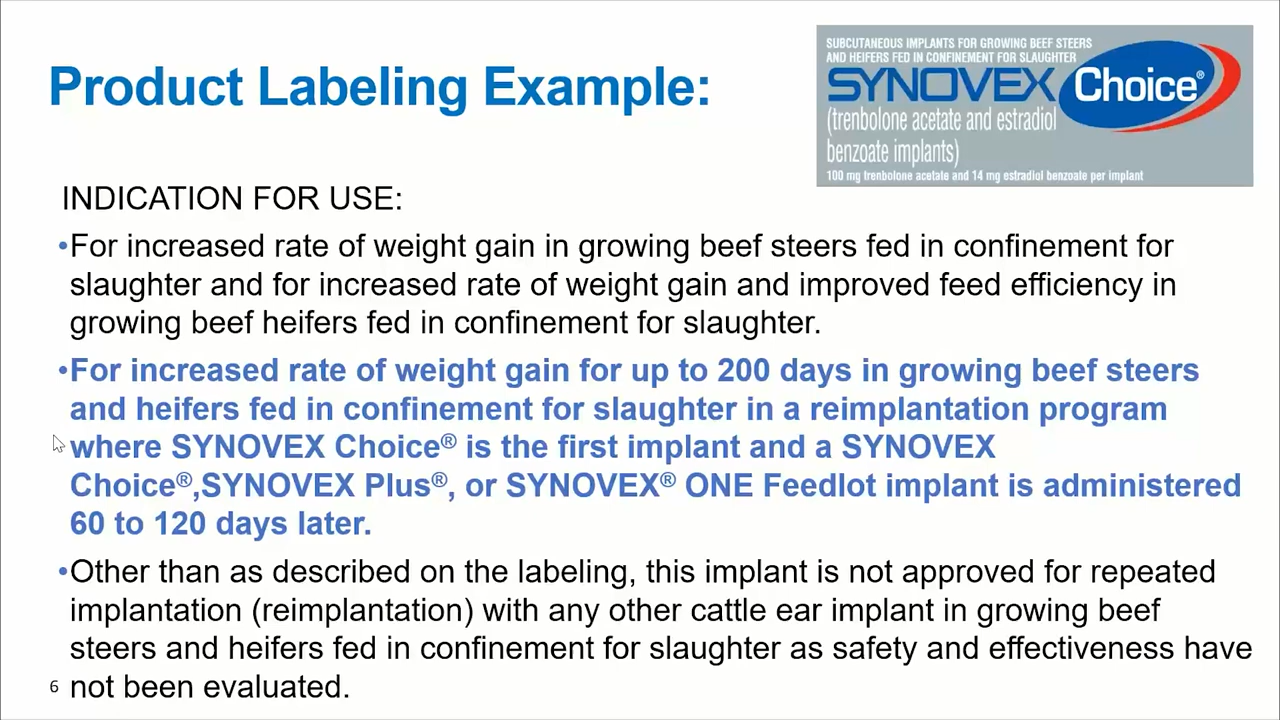 Product Labeling Example:
SUBCUTANEOUS IMPLANTS FOR GROWING BEEF STEERS
AND HEIFERS FED IN CONFINEMENT FOR SLAUGHTER
SYNOVEX Choice®
(trenbolone acetate and estradiol
benzoate implants)
100 mg trenbolone acetate and 14 mg estradiol benzoate per implant
INDICATION FOR USE:
•For increased rate of weight gain in growing beef steers fed in confinement for
slaughter and for increased rate of weight gain and improved feed efficiency in
growing beef heifers fed in confinement for slaughter.
•For increased rate of weight gain for up to 200 days in growing beef steers
and heifers fed in confinement for slaughter in a reimplantation program
where SYNOVEX Choice® is the first implant and a SYNOVEX
Choice®,SYNOVEX Plus®, or SYNOVEX® ONE Feedlot implant is administered
60 to 120 days later.
•Other than as described on the labeling, this implant is not approved for repeated
implantation (reimplantation) with any other cattle ear implant in growing beef
steers and heifers fed in confinement for slaughter as safety and effectiveness have
not been evaluated.
6